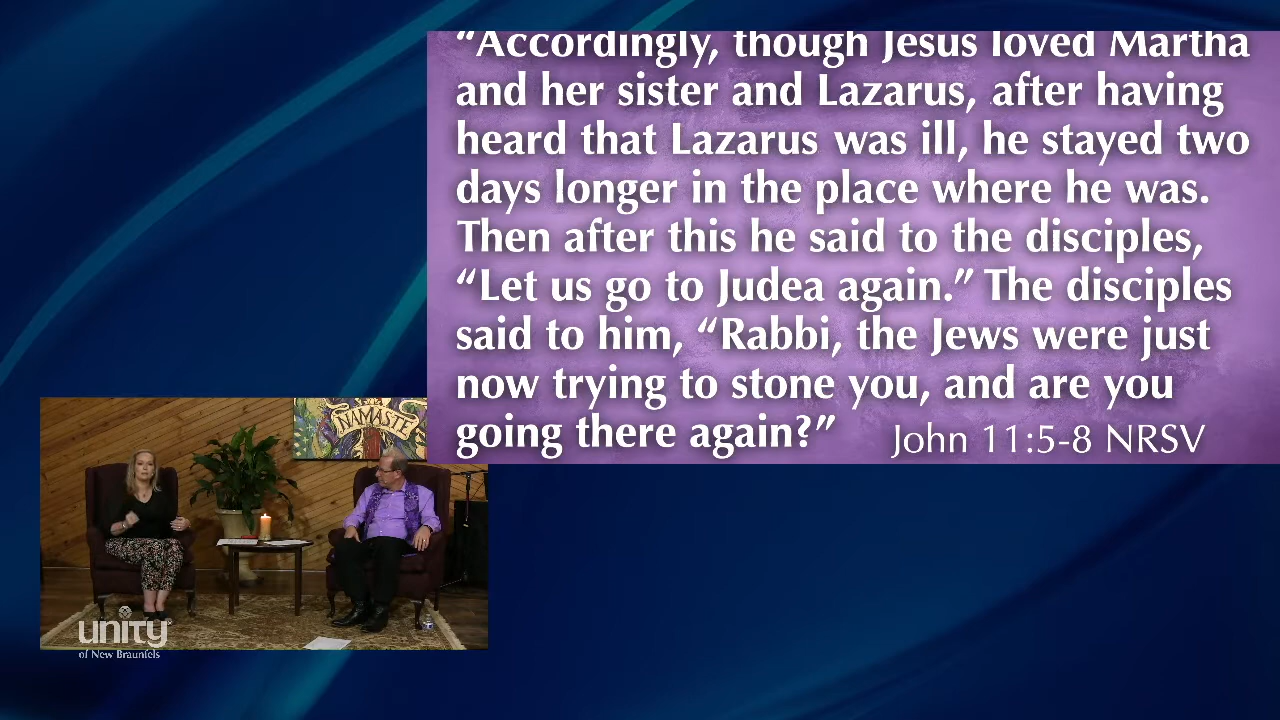 “Accordingly, though Jesus loved Martha
and her sister and Lazarus, after having
heard that Lazarus was ill, he stayed two
days longer in the place where he was.
Then after this he said to the disciples,
“Let us go to Judea again.” The disciples
said to him, “Rabbi, the Jews were just
now trying to stone you, and are you
going there again?” John 11:5-8 NRSV
NAMASTE
unity
of New Braunfels